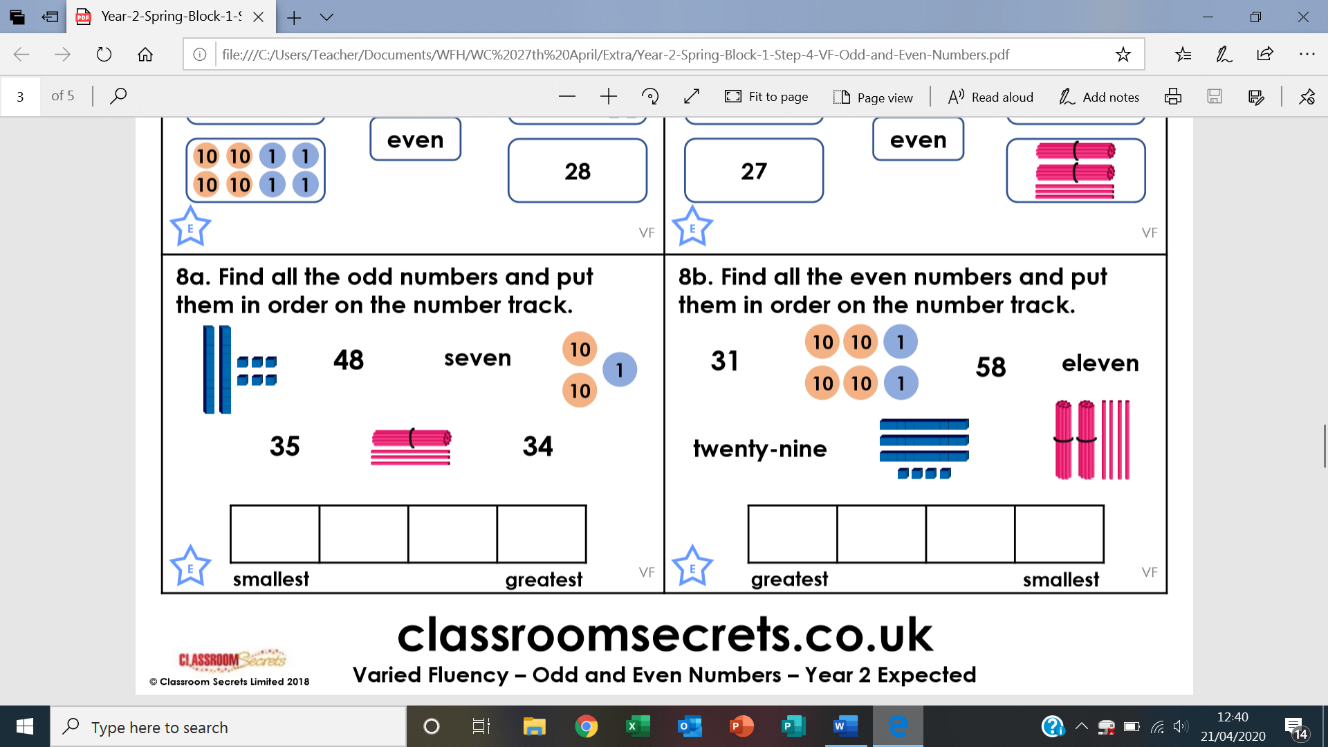 Year-2-Spring-Block-1-S
file:///C:/Users/Teacher/Documents/WFH/WC%2027th%20April/Extra/Year-2-Spring-Block-1-Step-4-VF-Odd-and-Even-Numbers.pdf
3 of 5
Fit to page
Page view
Read aloud
Add notes
10 10 1 1
10 10 1 1
even
28
E
VF
27
even
E
VF
8a. Find all the odd numbers and put
them in order on the number track.
48
seven
10
10
1
35
34
E
smallest
greatest
VF
8b. Find all the even numbers and put
them in order on the number track.
31
10 10 1
10 10 1
58
eleven
twenty-nine
E
greatest
smallest
VF
classroomsecrets.co.uk
CLASSROOM Secrets
© Classroom Secrets Limited 2018
Varied Fluency – Odd and Even Numbers – Year 2 Expected
Type here to search
12:40
21/04/2020
14